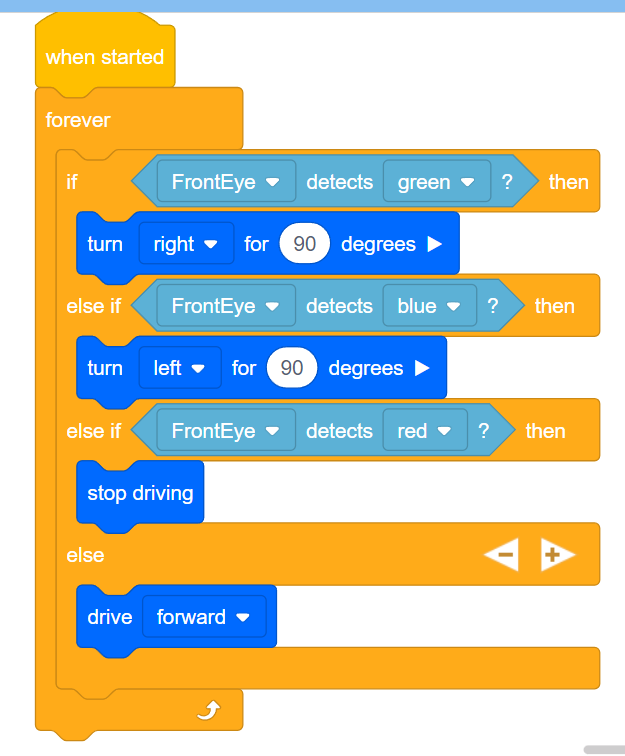 when started
forever
if FrontEye detects green ? then
turn right for 90 degrees
else if FrontEye detects blue ? then
turn left for 90 degrees
else if FrontEye detects red ? then
stop driving
else
drive forward